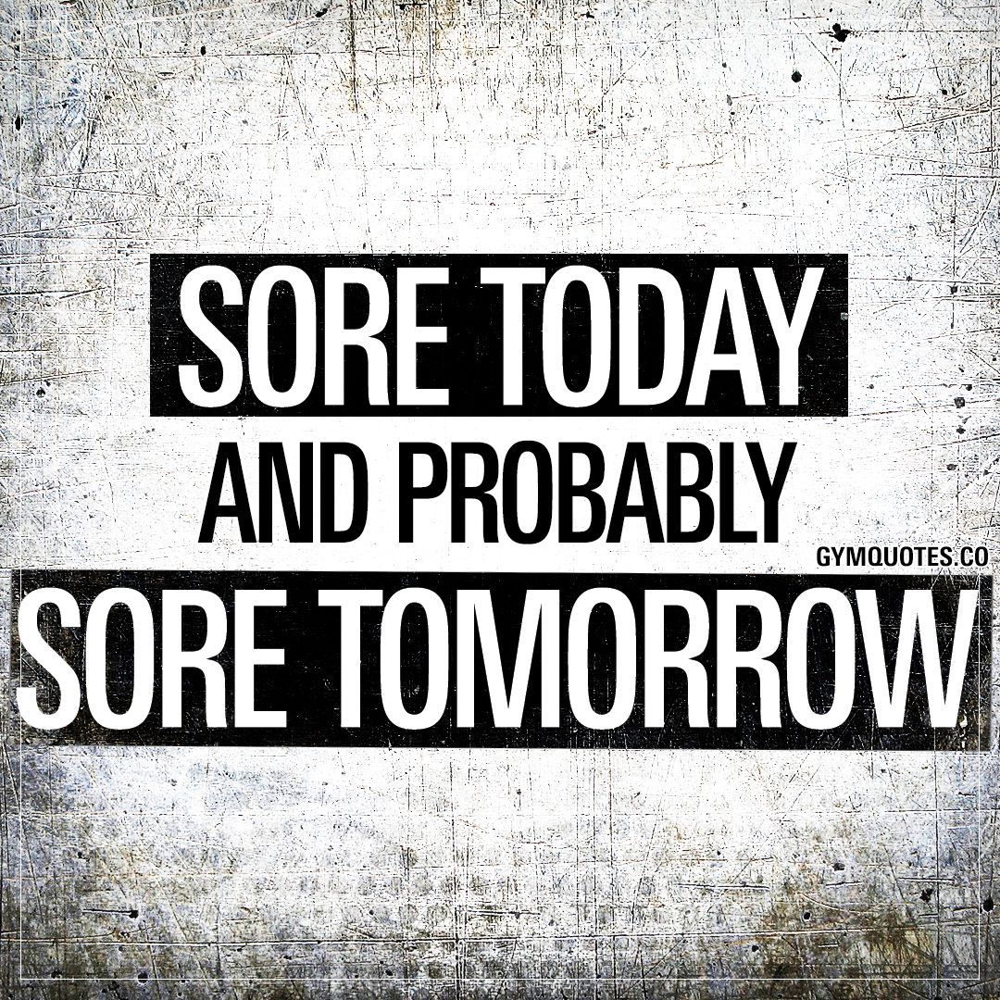 SORE TODAY
AND PROBABLY
GYMQUOTES.CO
SORE TOMORROW